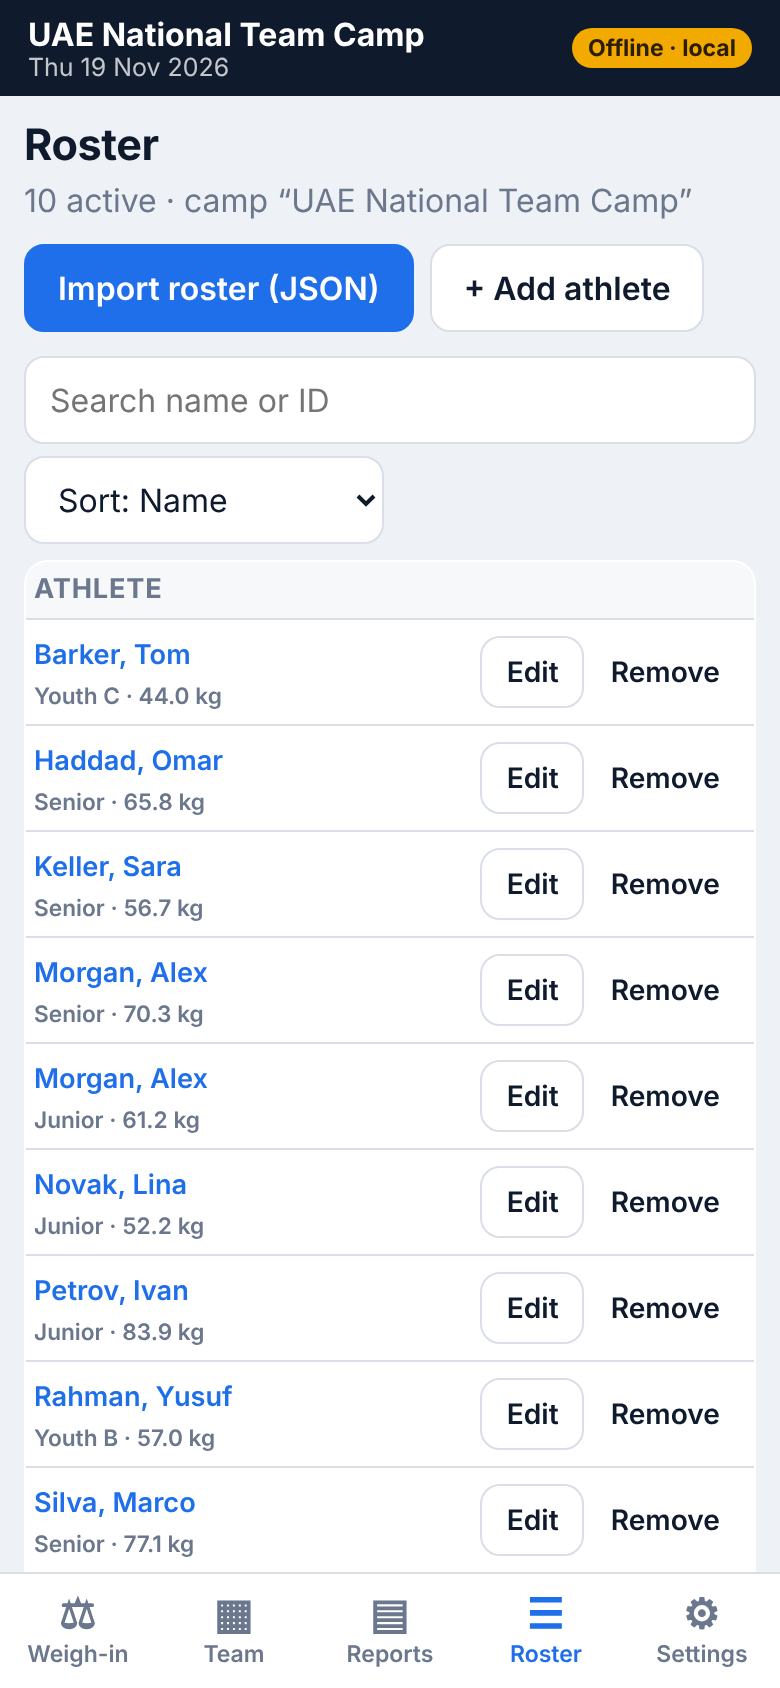 UAE National Team Camp
Thu 19 Nov 2026
Offline · local
Roster
10 active · camp “UAE National Team Camp”
Import roster (JSON)
+ Add athlete
Search name or ID
Sort: Name
ATHLETE
Barker, Tom
Youth C · 44.0 kg
Edit
Remove
Haddad, Omar
Senior · 65.8 kg
Edit
Remove
Keller, Sara
Senior · 56.7 kg
Edit
Remove
Morgan, Alex
Senior · 70.3 kg
Edit
Remove
Morgan, Alex
Junior · 61.2 kg
Edit
Remove
Novak, Lina
Junior · 52.2 kg
Edit
Remove
Petrov, Ivan
Junior · 83.9 kg
Edit
Remove
Rahman, Yusuf
Youth B · 57.0 kg
Edit
Remove
Silva, Marco
Senior · 77.1 kg
Edit
Remove
Weigh-in
Team
Reports
Roster
Settings